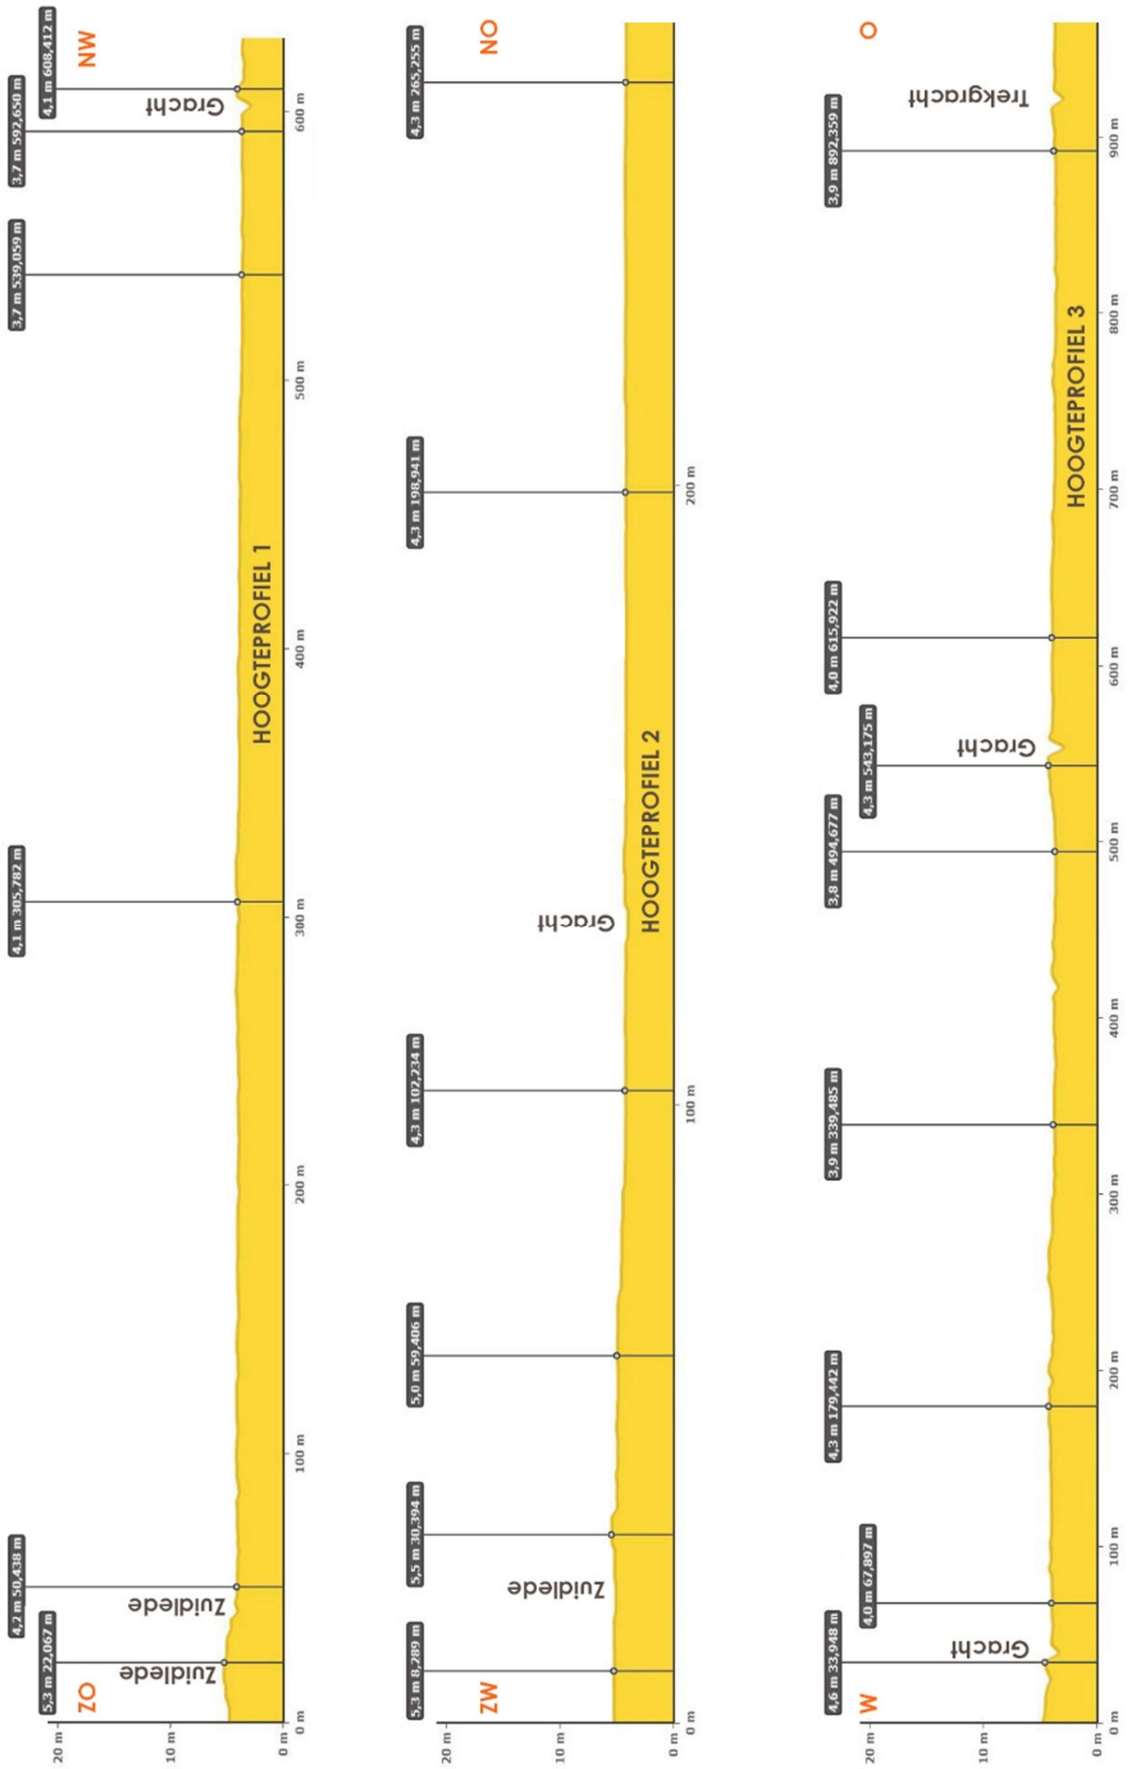 ZO
NW
5,3 m 22,067 m
4,2 m 50,438 m
4,1 m 305,782 m
3,7 m 539,059 m
3,7 m 592,650 m
4,1 m 608,412 m
20 m
10 m
0 m
Zuidlede
Zuidlede
Gracht
HOOGTEPROFIEL 1
0 m
100 m
200 m
300 m
400 m
500 m
600 m
ZW
NO
5,3 m 8,289 m
5,5 m 30,394 m
5,0 m 59,406 m
4,3 m 102,234 m
4,3 m 198,941 m
4,3 m 265,255 m
20 m
10 m
0 m
Zuidlede
Gracht
HOOGTEPROFIEL 2
0 m
100 m
200 m
W
O
4,6 m 33,948 m
4,0 m 67,897 m
4,3 m 179,442 m
3,9 m 339,485 m
3,8 m 494,677 m
4,3 m 543,175 m
4,0 m 615,922 m
3,9 m 892,359 m
20 m
10 m
0 m
Gracht
Gracht
Trekgracht
HOOGTEPROFIEL 3
0 m
100 m
200 m
300 m
400 m
500 m
600 m
700 m
800 m
900 m